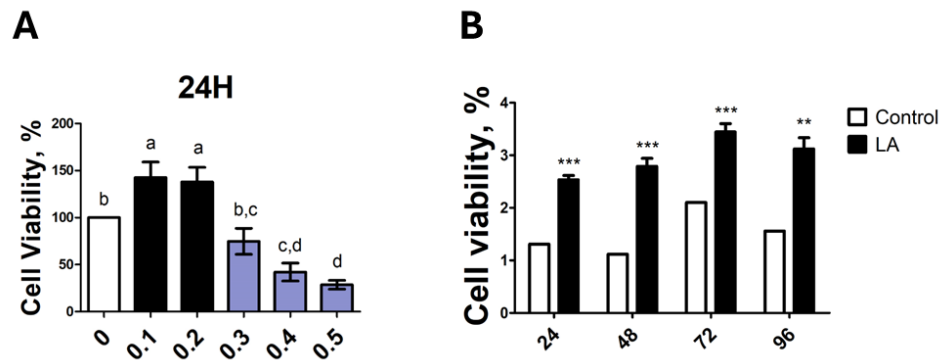 A
24H
Cell Viability, %
200
150
100
50
0
b
a
a
b,c
c,d
d
0
0.1
0.2
0.3
0.4
0.5
B
Cell viability, %
4
3
2
1
0
***
***
***
**
24
48
72
96
Control
LA